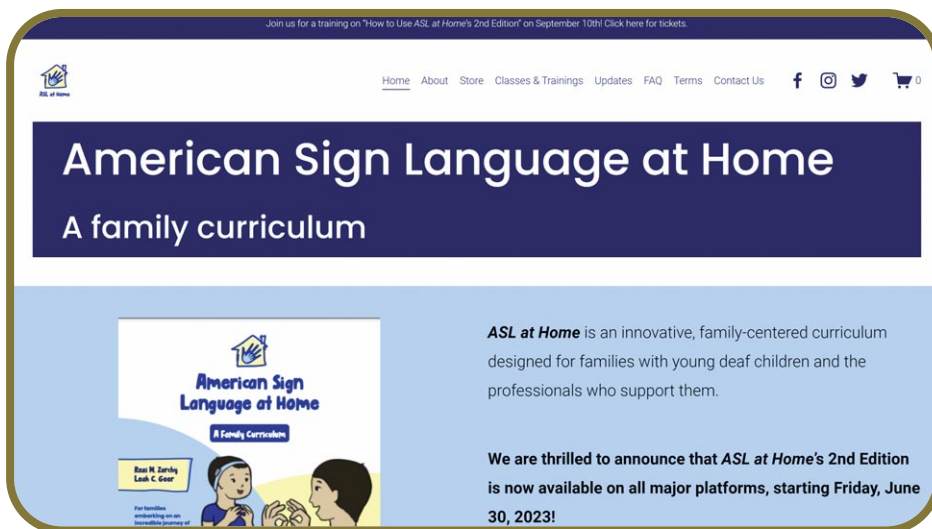 Join us for a training on "How to Use ASL at Home's 2nd Edition" on September 10th! Click here for tickets.
ASL at Home
Home About Store Classes & Trainings Updates FAQ Terms Contact Us 0
American Sign Language at Home
A family curriculum
ASL at Home is an innovative, family-centered curriculum
designed for families with young deaf children and the
professionals who support them.
We are thrilled to announce that ASL at Home's 2nd Edition
is now available on all major platforms, starting Friday, June
30, 2023!
American Sign
Language at Home
A Family Curriculum
Razi M. Zarchy
Leah C. Geer
For families
embarking on an
incredible journey of